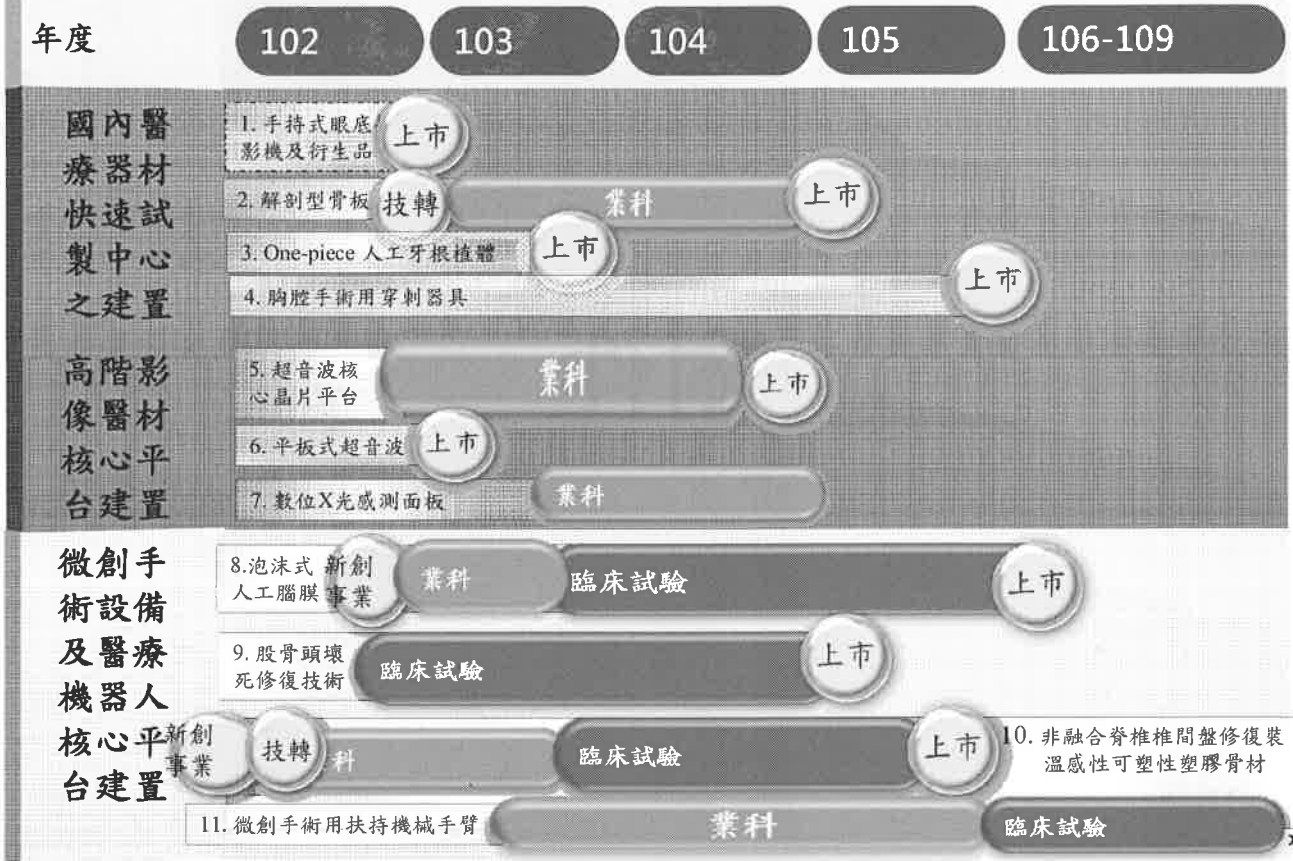 年度
102
103
104
105
106-109
國內醫
療器材
快速試
製中心
之建置
1. 手持式眼底
影機及衍生品
上市
2. 解剖型骨板
技轉
業科
上市
3. One-piece 人工牙根植體
上市
4. 胸腔手術用穿刺器具
上市
高階影
像醫材
核心平
台建置
5. 超音波核
心晶片平台
業科
上市
6. 平板式超音波
上市
7. 數位X光感測面板
業科
微創手
術設備
及醫療
機器人
核心平
台建置
8.泡沫式
人工腦膜
新創
事業
業科
臨床試驗
上市
9. 股骨頭壞
死修復技術
臨床試驗
上市
新創
事業
技轉
科
臨床試驗
上市
10. 非融合脊椎椎間盤修復裝
溫感性可塑性塑膠骨材
11. 微創手術用扶持機械手臂
業科
臨床試驗